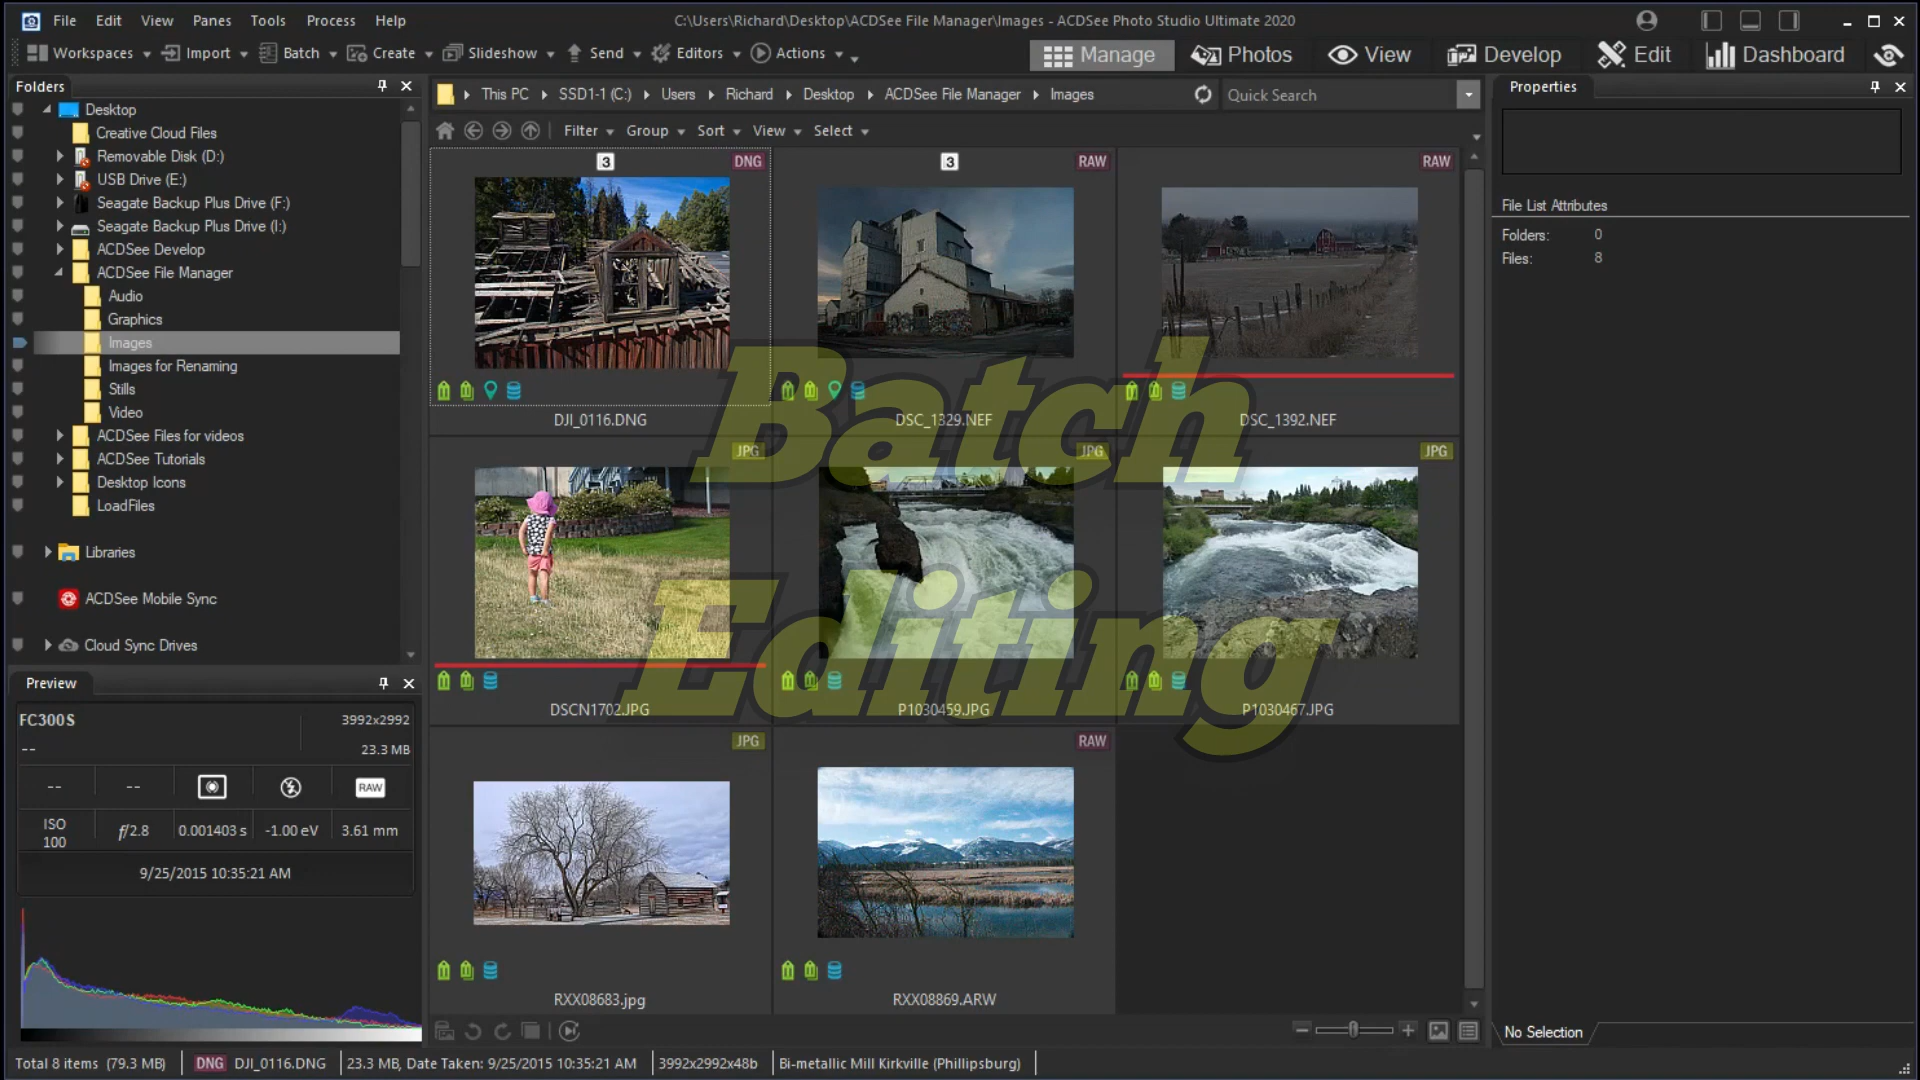 File Edit View Panes Tools Process Help
C:\Users\Richard\Desktop\ACDSee File Manager\Images - ACDSee Photo Studio Ultimate 2020
Workspaces Import Batch Create Slideshow Send Editors Actions
Manage Photos View Develop Edit Dashboard
Folders
Desktop
Creative Cloud Files
Removable Disk (D:)
USB Drive (E:)
Seagate Backup Plus Drive (F:)
Seagate Backup Plus Drive (I:)
ACDSee Develop
ACDSee File Manager
Audio
Graphics
Images
Images for Renaming
Stills
Video
ACDSee Files for videos
ACDSee Tutorials
Desktop Icons
LoadFiles
Libraries
ACDSee Mobile Sync
Cloud Sync Drives
Preview
FC300S 3992x2992
-- 23.3 MB
-- -- RAW
ISO 100 f/2.8 0.001403 s -1.00 eV 3.61 mm
9/25/2015 10:35:21 AM
This PC SSD1-1 (C:) Users Richard Desktop ACDSee File Manager Images
Quick Search
Filter Group Sort View Select
3 DNG 3 RAW RAW
DJI_0116.DNG DSC_1329.NEF DSC_1392.NEF
JPG JPG JPG
DSCN1702.JPG P1030459.JPG P1030467.JPG
JPG RAW
RXX08683.jpg RXX08869.ARW
Batch
Editing
Properties
File List Attributes
Folders: 0
Files: 8
No Selection
Total 8 items (79.3 MB) DNG DJI_0116.DNG 23.3 MB, Date Taken: 9/25/2015 10:35:21 AM 3992x2992x48b Bi-metallic Mill Kirkville (Phillipsburg)